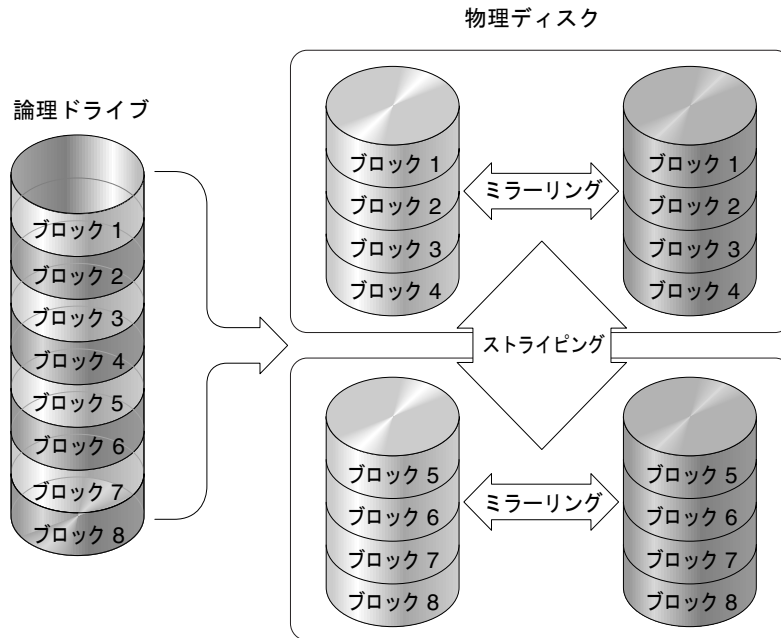 物理ディスク
論理ドライブ
ブロック 1
ブロック 2
ブロック 3
ブロック 4
ブロック 5
ブロック 6
ブロック 7
ブロック 8
ブロック 1
ブロック 2
ブロック 3
ブロック 4
ミラーリング
ブロック 1
ブロック 2
ブロック 3
ブロック 4
ストライピング
ブロック 5
ブロック 6
ブロック 7
ブロック 8
ミラーリング
ブロック 5
ブロック 6
ブロック 7
ブロック 8